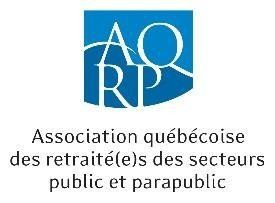 AQ
RP
Association québécoise
des retraité(e)s des secteurs
public et parapublic